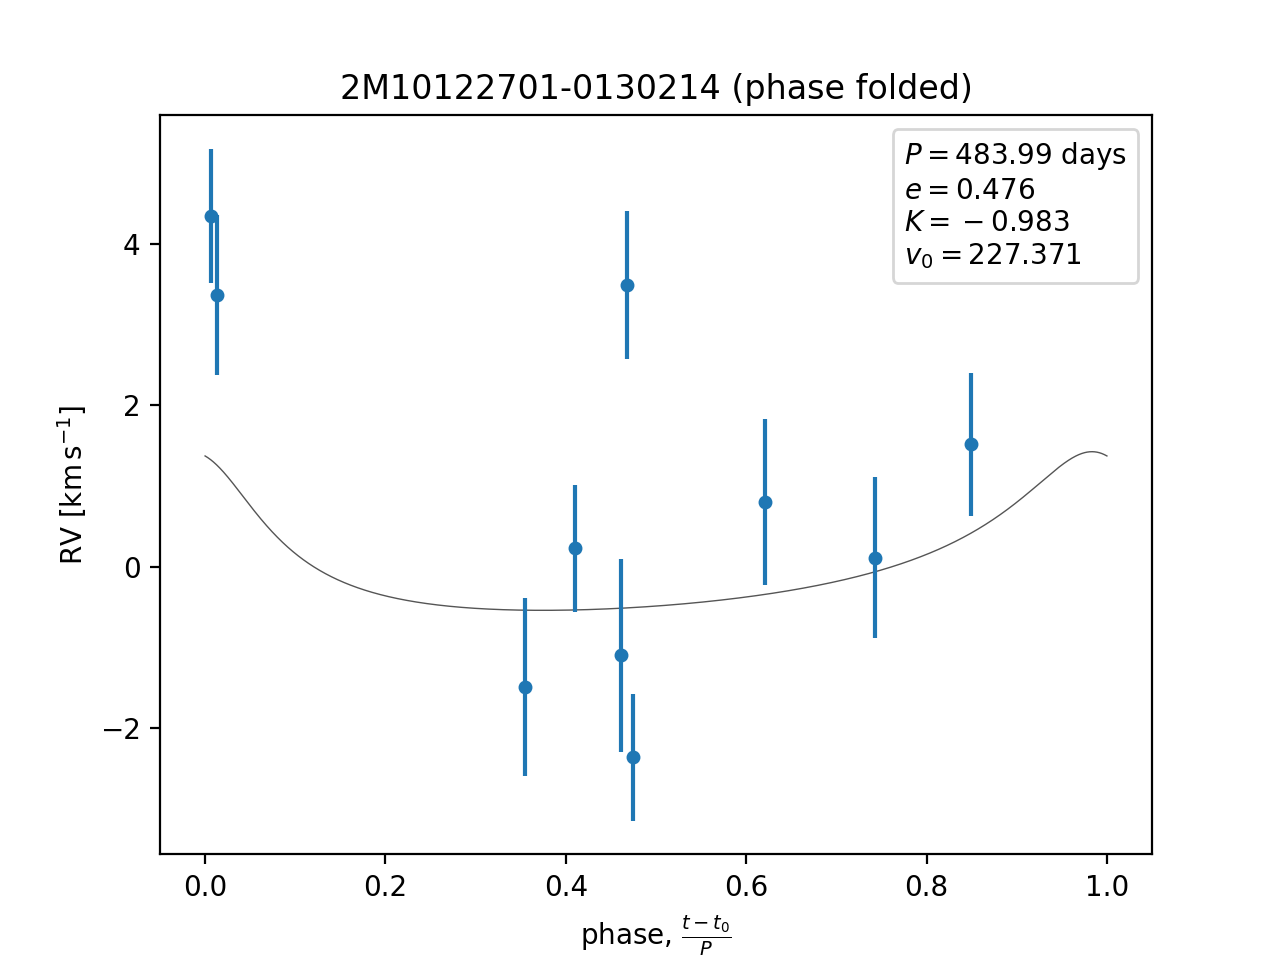 2M10122701-0130214 (phase folded)
P = 483.99 days
e = 0.476
K = −0.983
v₀ = 227.371
RV [km s⁻¹]
4
2
0
−2
0.0 0.2 0.4 0.6 0.8 1.0
phase, (t − t₀)/P